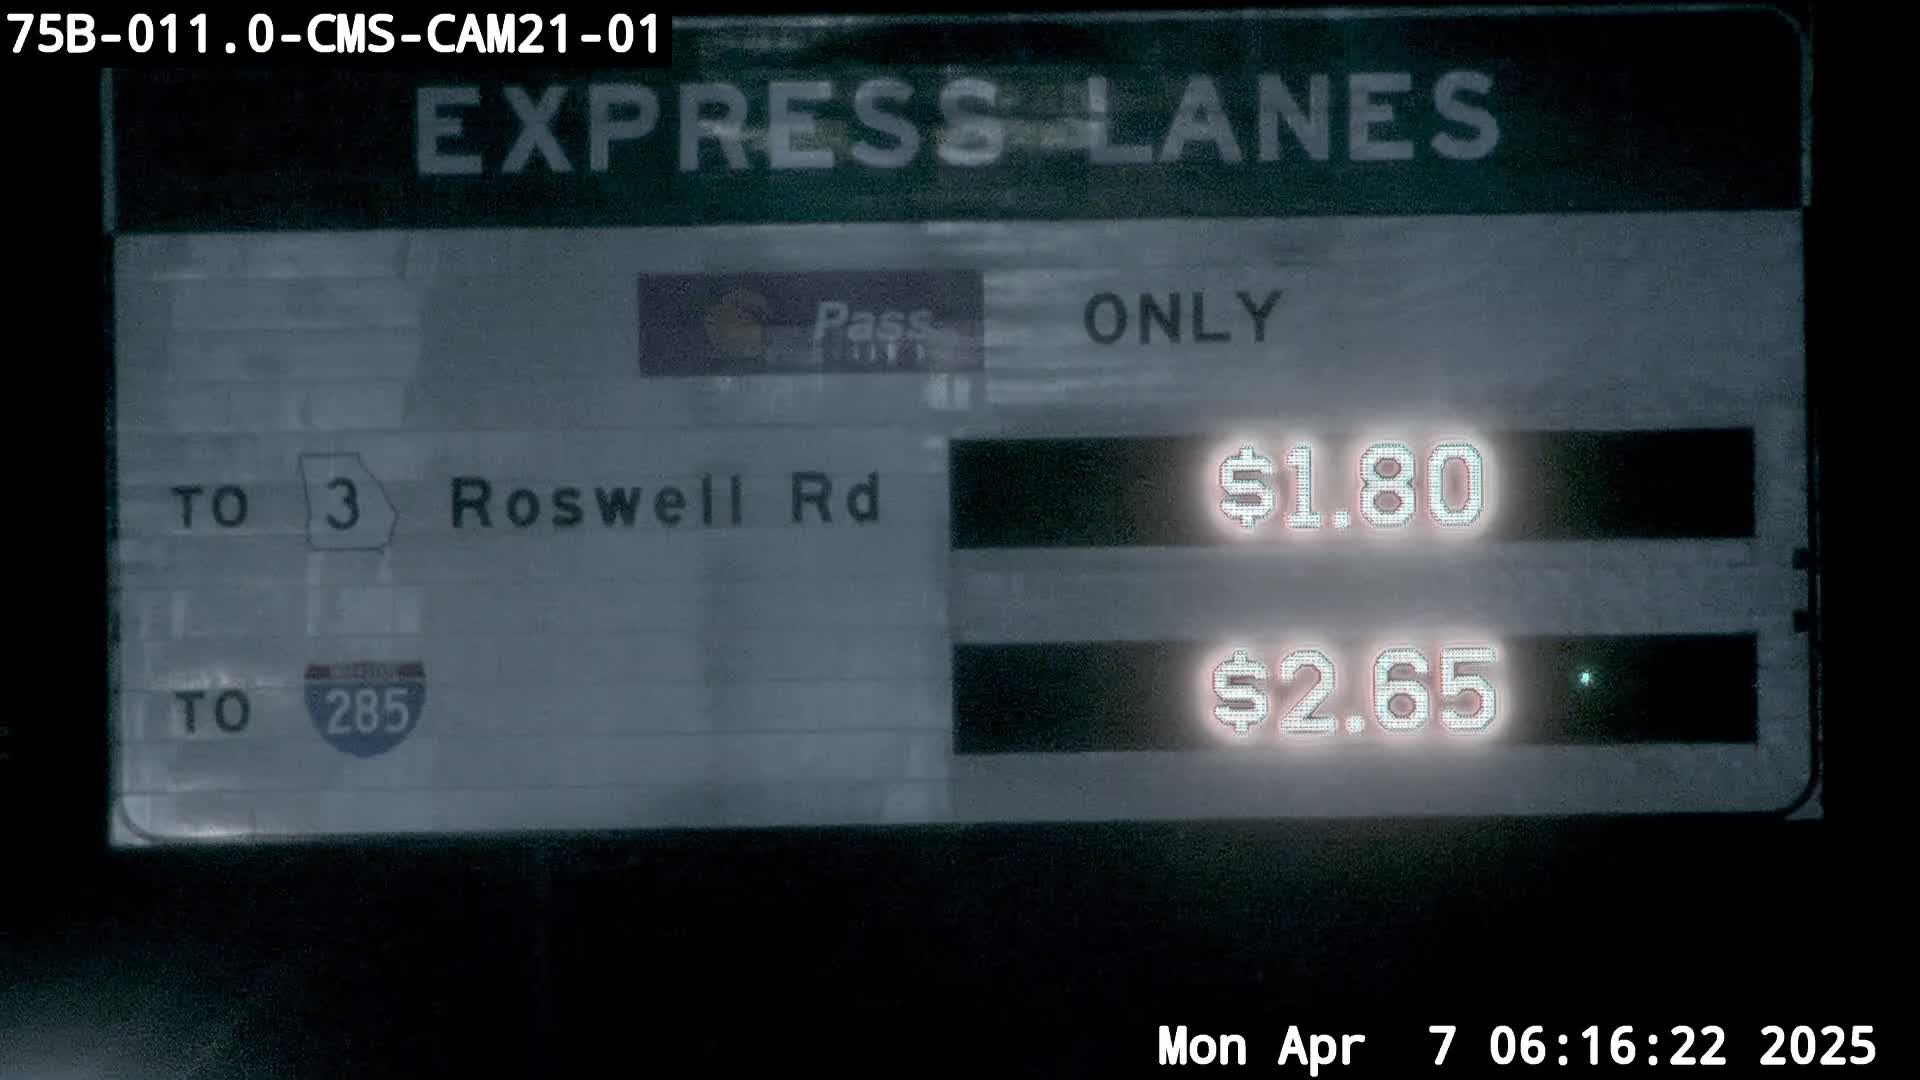 75B-011.0-CMS-CAM21-01
EXPRESS LANES
Pass ONLY
TO 3 Roswell Rd $1.80
TO 285 $2.65
Mon Apr 7 06:16:22 2025